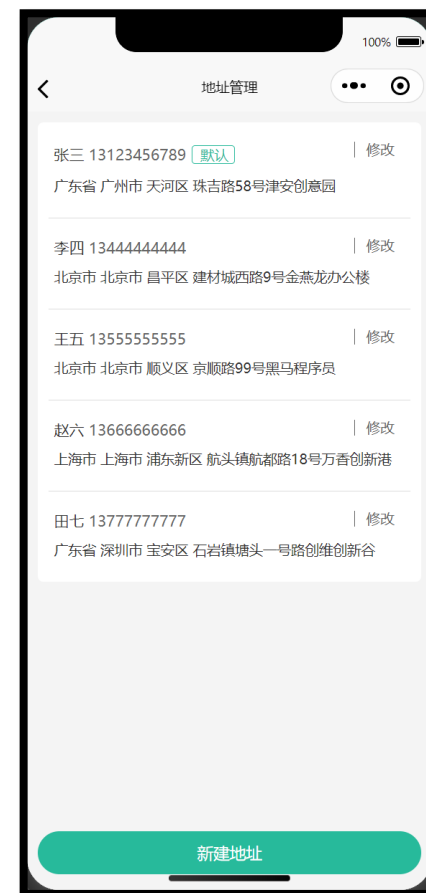 100%
地址管理
张三 13123456789 默认 修改
广东省 广州市 天河区 珠吉路58号津安创意园
李四 13444444444 修改
北京市 北京市 昌平区 建材城西路9号金燕龙办公楼
王五 13555555555 修改
北京市 北京市 顺义区 京顺路99号黑马程序员
赵六 13666666666 修改
上海市 上海市 浦东新区 航头镇航都路18号万香创新港
田七 13777777777 修改
广东省 深圳市 宝安区 石岩镇塘头一号路创维创新谷
新建地址